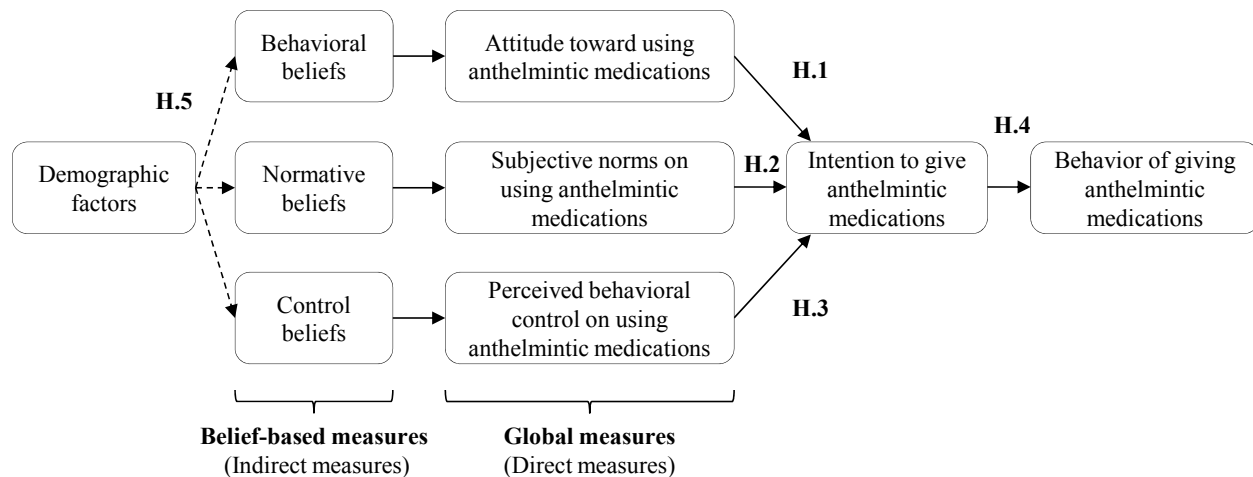 Behavioral
beliefs
Attitude toward using
anthelmintic medications
H.1
H.5
H.4
Demographic
factors
Normative
beliefs
Subjective norms on
using anthelmintic
medications
H.2
Intention to give
anthelmintic
medications
Behavior of giving
anthelmintic
medications
Control
beliefs
Perceived behavioral
control on using
anthelmintic medications
H.3
Belief-based measures
(Indirect measures)
Global measures
(Direct measures)